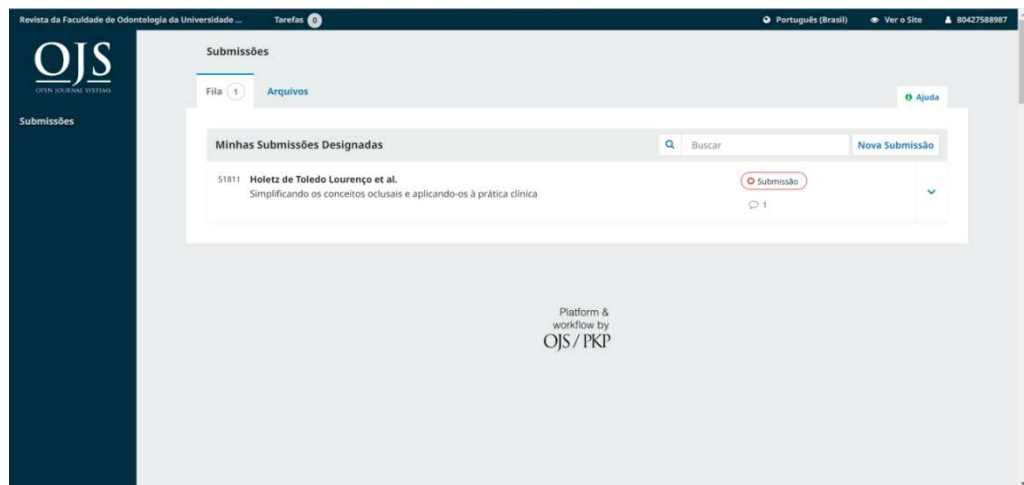 Revista da Faculdade de Odontologia da Universidade ...
Tarefas 0
Português (Brasil)
Ver o Site
80427588987
OJS
OPEN JOURNAL SYSTEMS
Submissões
Submissões
Fila 1
Arquivos
Ajuda
Minhas Submissões Designadas
Buscar
Nova Submissão
51811 Holetz de Toledo Lourenço et al.
Simplificando os conceitos oclusais e aplicando-os à prática clínica
Submissão
1
Platform &
workflow by
OJS / PKP